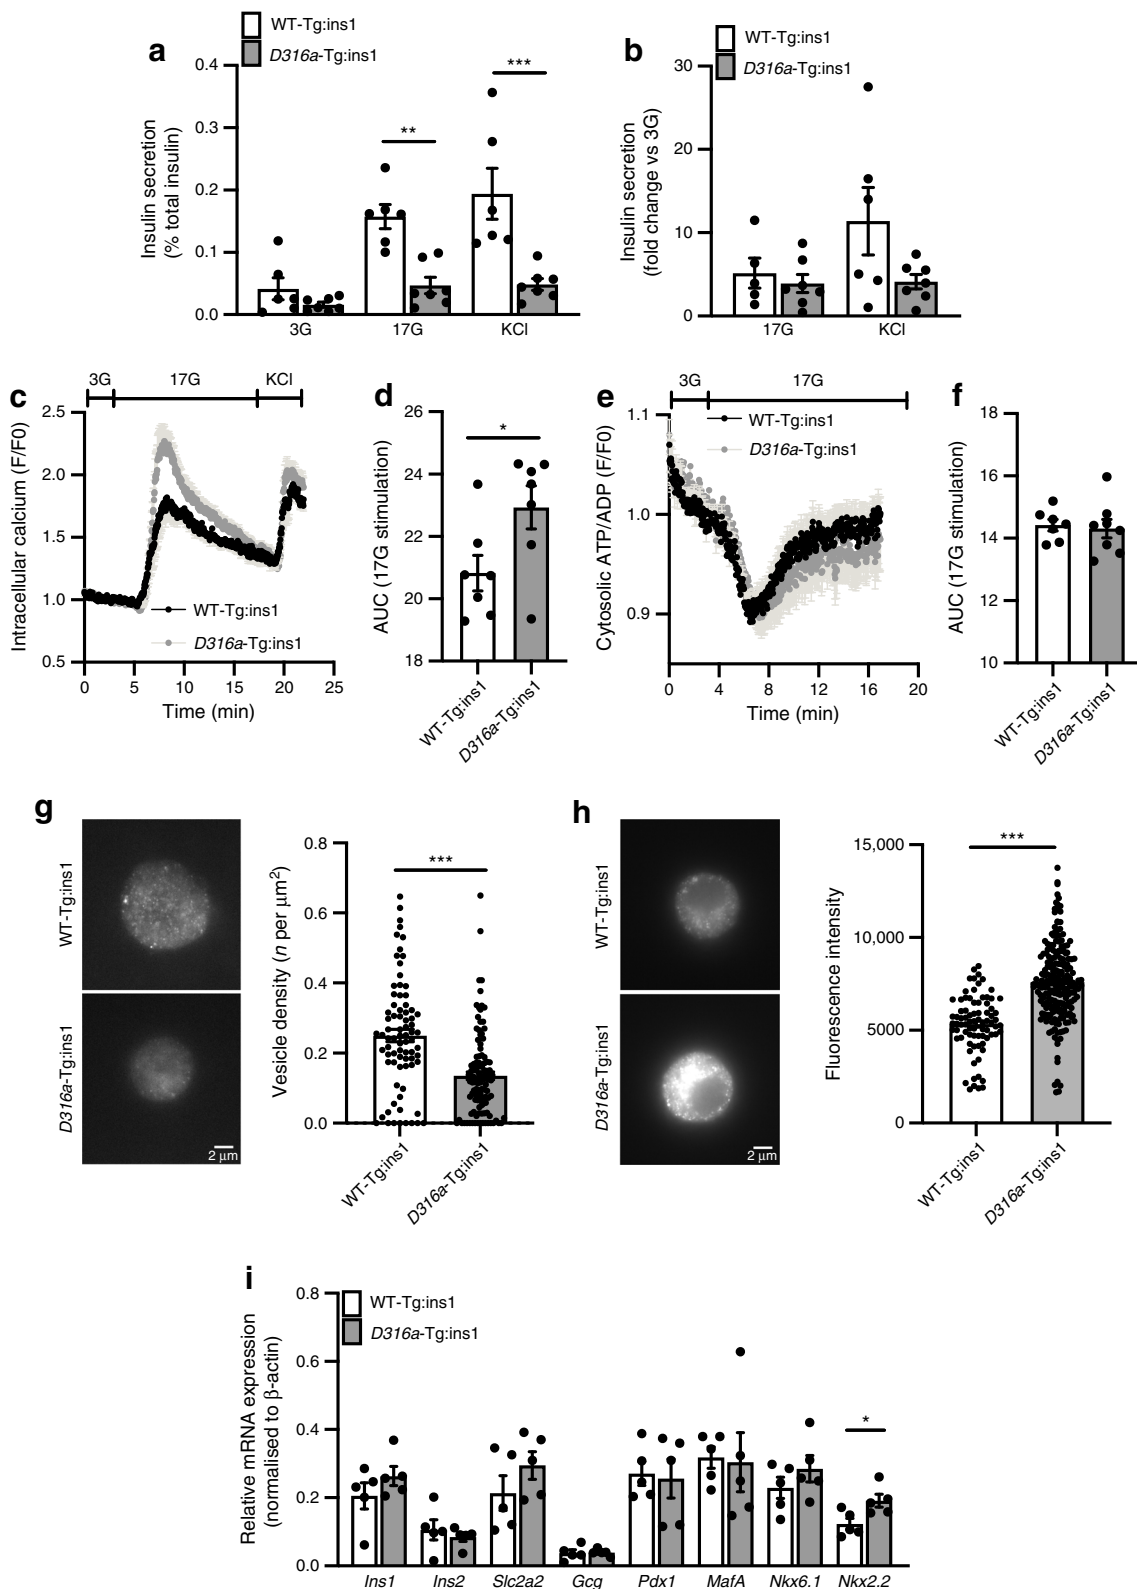 a
WT-Tg:ins1
D316a-Tg:ins1
Insulin secretion
(% total insulin)
0.4
0.3
0.2
0.1
0.0
**
***
3G 17G KCl
b
WT-Tg:ins1
D316a-Tg:ins1
Insulin secretion
(fold change vs 3G)
30
20
10
0
17G KCl
c
3G 17G KCl
Intracellular calcium (F/F0)
2.5
2.0
1.5
1.0
0.5
WT-Tg:ins1
D316a-Tg:ins1
0 5 10 15 20 25
Time (min)
d
AUC (17G stimulation)
26
24
22
20
18
*
WT-Tg:ins1
D316a-Tg:ins1
e
3G 17G
Cytosolic ATP/ADP (F/F0)
1.1
1.0
0.9
WT-Tg:ins1
D316a-Tg:ins1
0 4 8 12 16 20
Time (min)
f
AUC (17G stimulation)
18
16
14
12
10
WT-Tg:ins1
D316a-Tg:ins1
g
WT-Tg:ins1
D316a-Tg:ins1
2 μm
Vesicle density (n per μm²)
0.8
0.6
0.4
0.2
0.0
***
WT-Tg:ins1
D316a-Tg:ins1
h
WT-Tg:ins1
D316a-Tg:ins1
2 μm
Fluorescence intensity
15,000
10,000
5000
0
***
WT-Tg:ins1
D316a-Tg:ins1
i
WT-Tg:ins1
D316a-Tg:ins1
Relative mRNA expression
(normalised to β-actin)
0.8
0.6
0.4
0.2
0.0
*
Ins1 Ins2 Slc2a2 Gcg Pdx1 MafA Nkx6.1 Nkx2.2